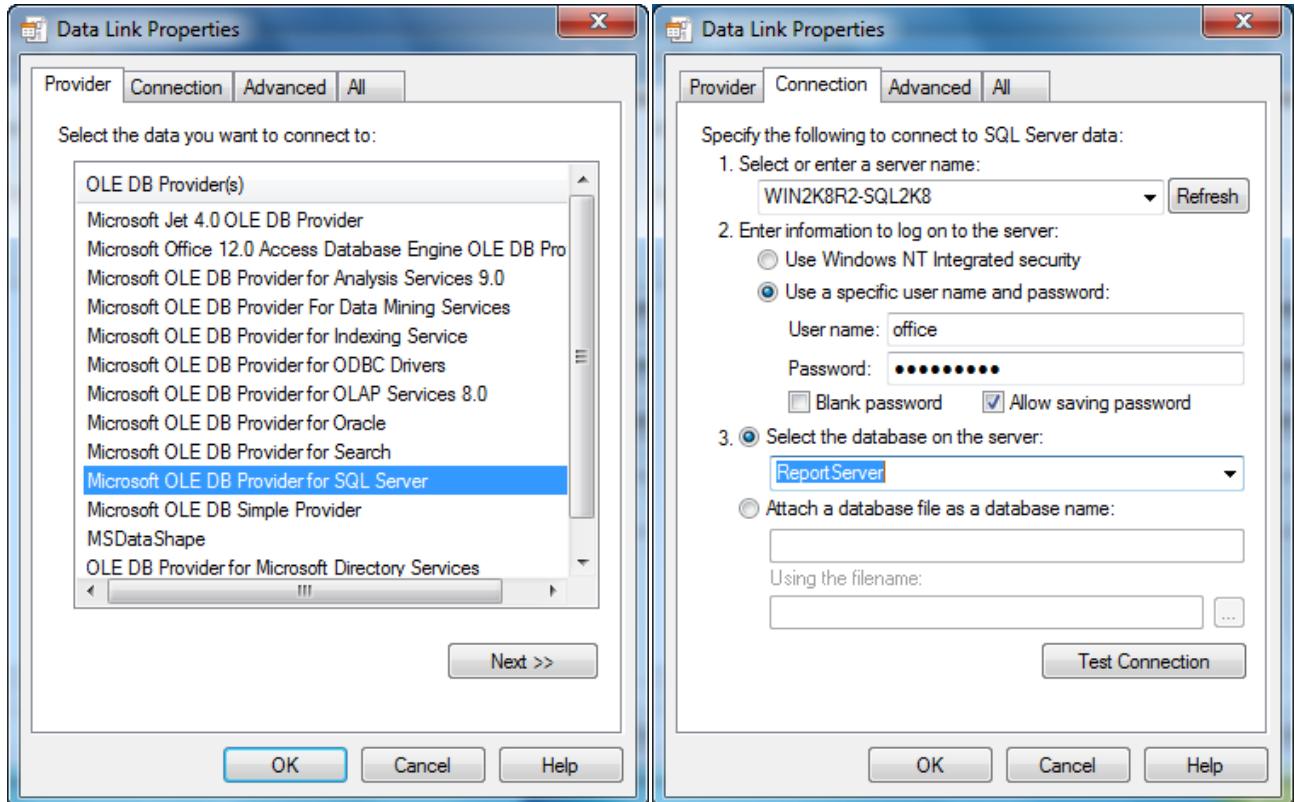 Data Link Properties
Provider Connection Advanced All
Select the data you want to connect to:
OLE DB Provider(s)
Microsoft Jet 4.0 OLE DB Provider
Microsoft Office 12.0 Access Database Engine OLE DB Pro
Microsoft OLE DB Provider for Analysis Services 9.0
Microsoft OLE DB Provider For Data Mining Services
Microsoft OLE DB Provider for Indexing Service
Microsoft OLE DB Provider for ODBC Drivers
Microsoft OLE DB Provider for OLAP Services 8.0
Microsoft OLE DB Provider for Oracle
Microsoft OLE DB Provider for Search
Microsoft OLE DB Provider for SQL Server
Microsoft OLE DB Simple Provider
MSDataShape
OLE DB Provider for Microsoft Directory Services
Next >>
OK Cancel Help
Data Link Properties
Provider Connection Advanced All
Specify the following to connect to SQL Server data:
1. Select or enter a server name:
WIN2K8R2-SQL2K8 Refresh
2. Enter information to log on to the server:
Use Windows NT Integrated security
Use a specific user name and password:
User name: office
Password: ●●●●●●●●●
Blank password Allow saving password
3. Select the database on the server:
ReportServer
Attach a database file as a database name:
Using the filename:
...
Test Connection
OK Cancel Help